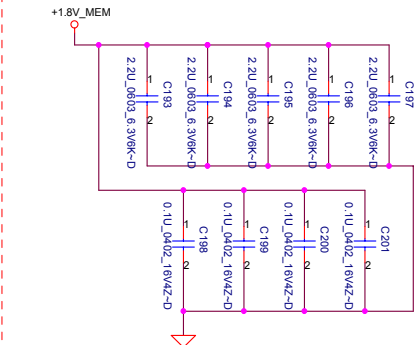 +1.8V_MEM
1
2
C193
2.2U_0603_6.3V6K~D
1
2
C194
2.2U_0603_6.3V6K~D
1
2
C195
2.2U_0603_6.3V6K~D
1
2
C196
2.2U_0603_6.3V6K~D
1
2
C197
2.2U_0603_6.3V6K~D
1
2
C198
0.1U_0402_16V4Z~D
1
2
C199
0.1U_0402_16V4Z~D
1
2
C200
0.1U_0402_16V4Z~D
1
2
C201
0.1U_0402_16V4Z~D